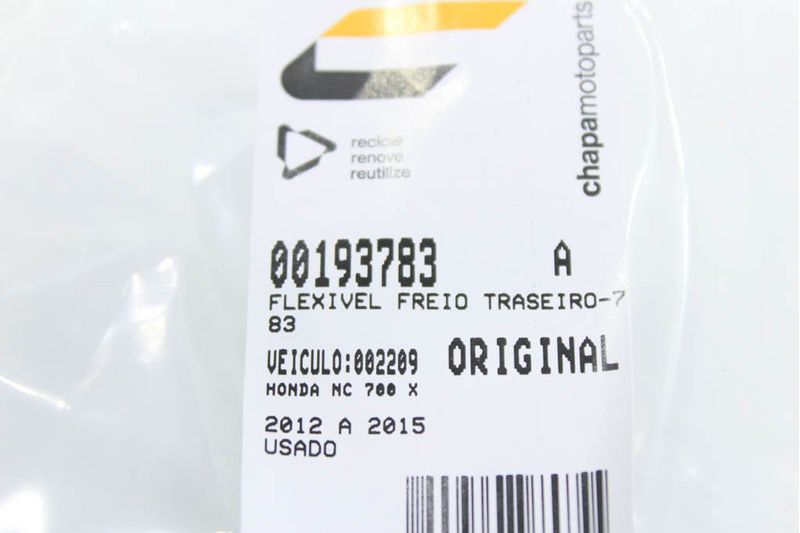 chapamotoparts
recicle
renove
reutilize
00193783 A
FLEXIVEL FREIO TRASEIRO-7
83
VEICULO:002209 ORIGINAL
HONDA NC 700 X
2012 A 2015
USADO